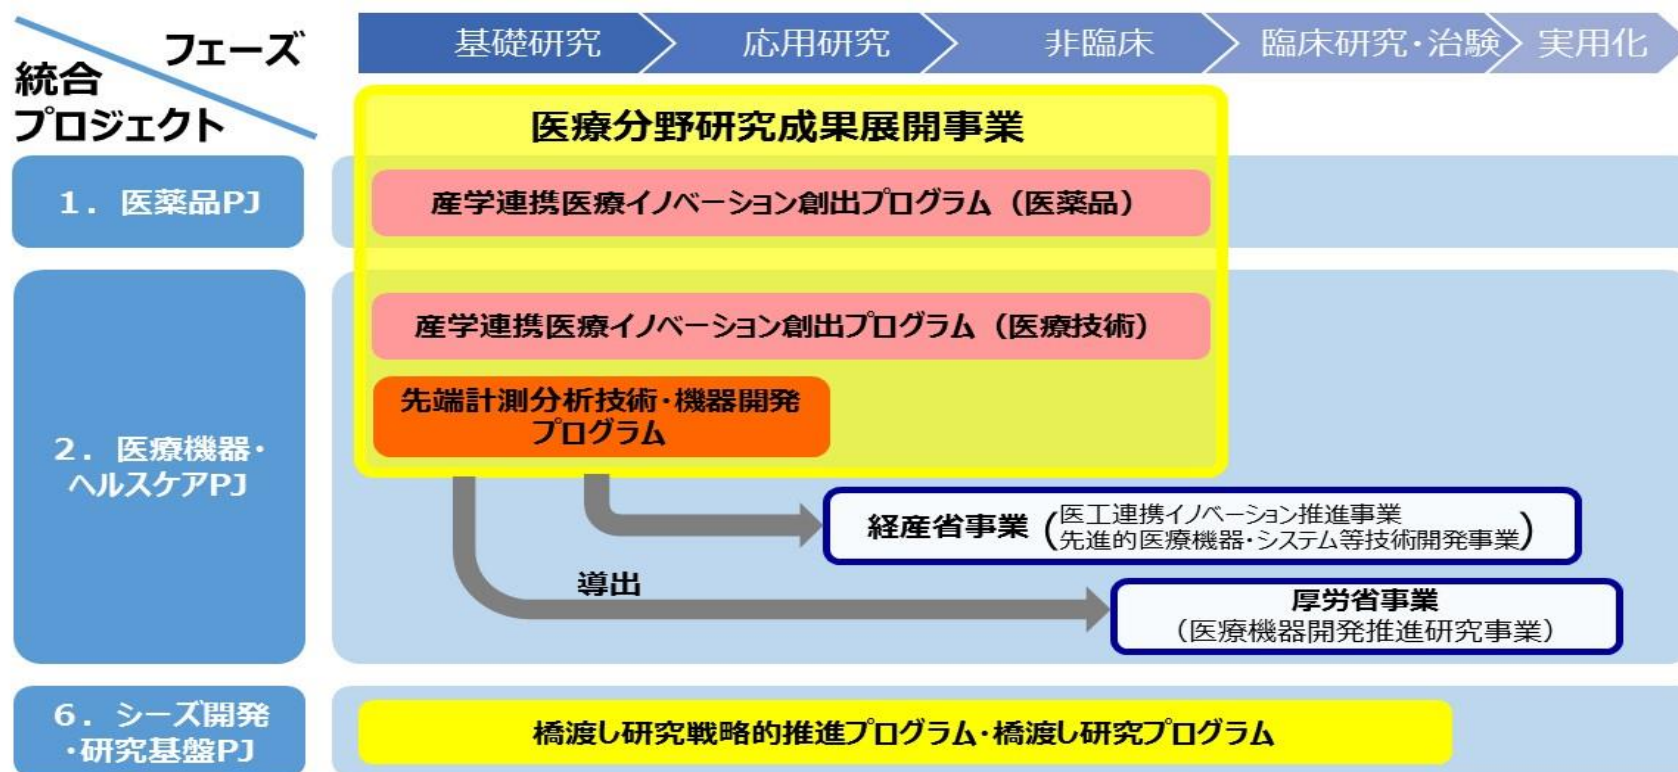 フェーズ
統合
プロジェクト
基礎研究
応用研究
非臨床
臨床研究・治験
実用化
医療分野研究成果展開事業
1．医薬品PJ
産学連携医療イノベーション創出プログラム（医薬品）
産学連携医療イノベーション創出プログラム（医療技術）
先端計測分析技術・機器開発
プログラム
2．医療機器・
ヘルスケアPJ
経産省事業
（医工連携イノベーション推進事業
先進的医療機器・システム等技術開発事業）
導出
厚労省事業
（医療機器開発推進研究事業）
6．シーズ開発
・研究基盤PJ
橋渡し研究戦略的推進プログラム・橋渡し研究プログラム